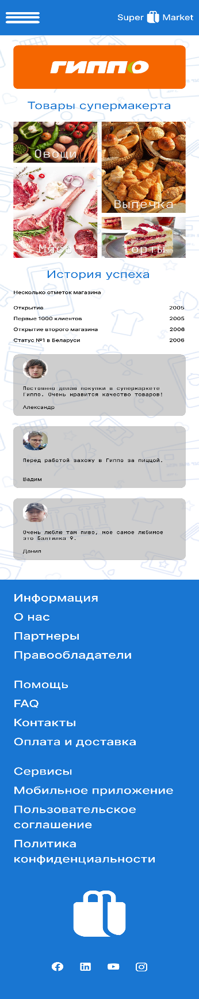 Super Market
гиппо
Товары супермакерта
Овощи
Выпечка
Мясо
Торты
История успеха
Несколько отметок магазина
Открытие 2005
Первые 1000 клиентов 2005
Открытие второго магазина 2006
Статус №1 в Беларуси 2006
Постоянно делаю покупки в супермаркете
Гиппо. Очень нравится качество товаров!
Александр
Перед работой захожу в Гиппо за пиццой.
Вадим
Очень люблю там пиво, мое самое любимое
это Балтилка 9.
Данил
Информация
О нас
Партнеры
Правообладатели
Помощь
FAQ
Контакты
Оплата и доставка
Сервисы
Мобильное приложение
Пользовательское
соглашение
Политика
конфиденциальности